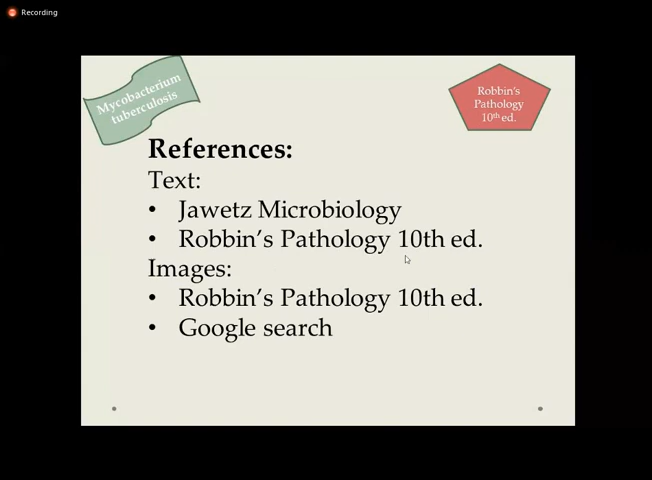 Recording
Mycobacterium
tuberculosis
Robbin's
Pathology
10th ed.
References:
Text:
• Jawetz Microbiology
• Robbin's Pathology 10th ed.
Images:
• Robbin's Pathology 10th ed.
• Google search